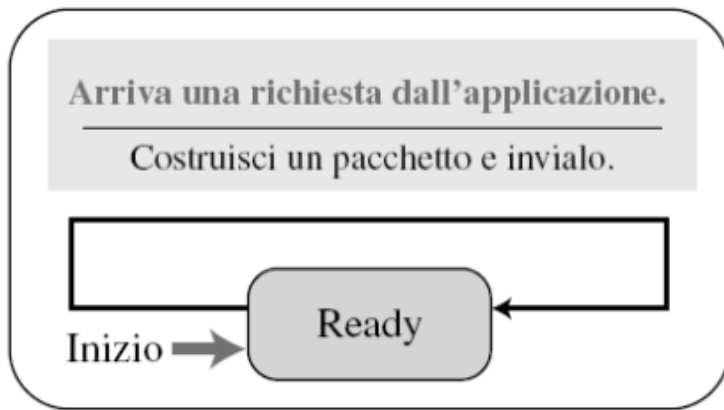 Arriva una richiesta dall'applicazione.
Costruisci un pacchetto e invialo.
Ready
Inizio